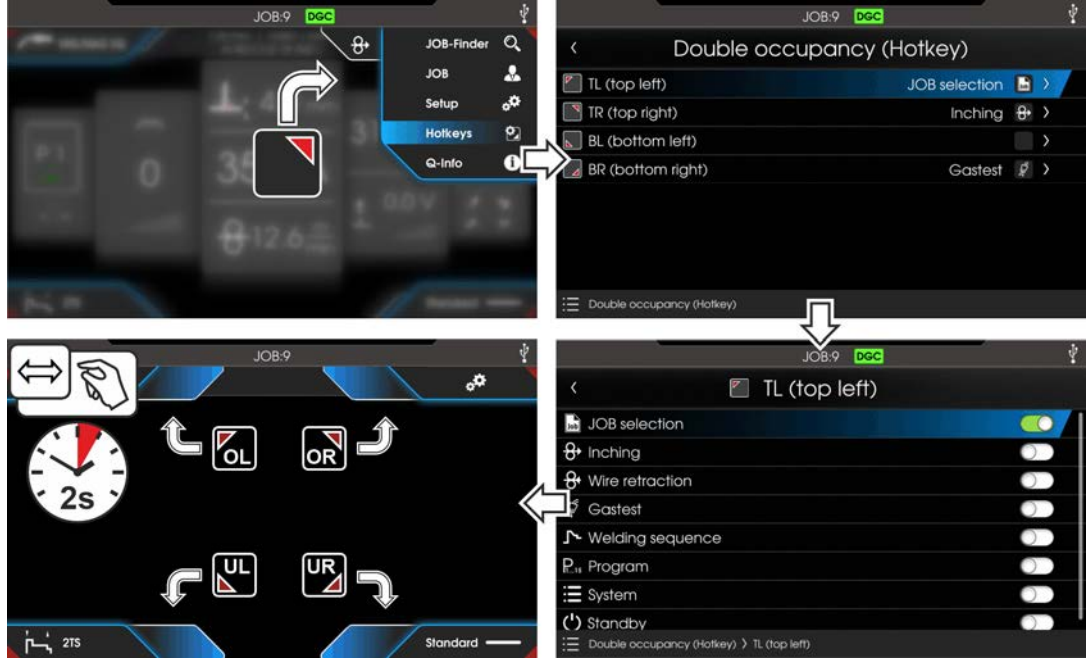 JOB:9 DGC
JOB-Finder
JOB
Setup
Hotkeys
Q-Info
12.6
JOB:9 DGC
Double occupancy (Hotkey)
TL (top left) JOB selection
TR (top right) Inching
BL (bottom left)
BR (bottom right) Gastest
Double occupancy (Hotkey)
JOB:9
2s
OL OR
UL UR
2TS Standard
JOB:9 DGC
TL (top left)
JOB selection
Inching
Wire retraction
Gastest
Welding sequence
Program
System
Standby
Double occupancy (Hotkey) > TL (top left)